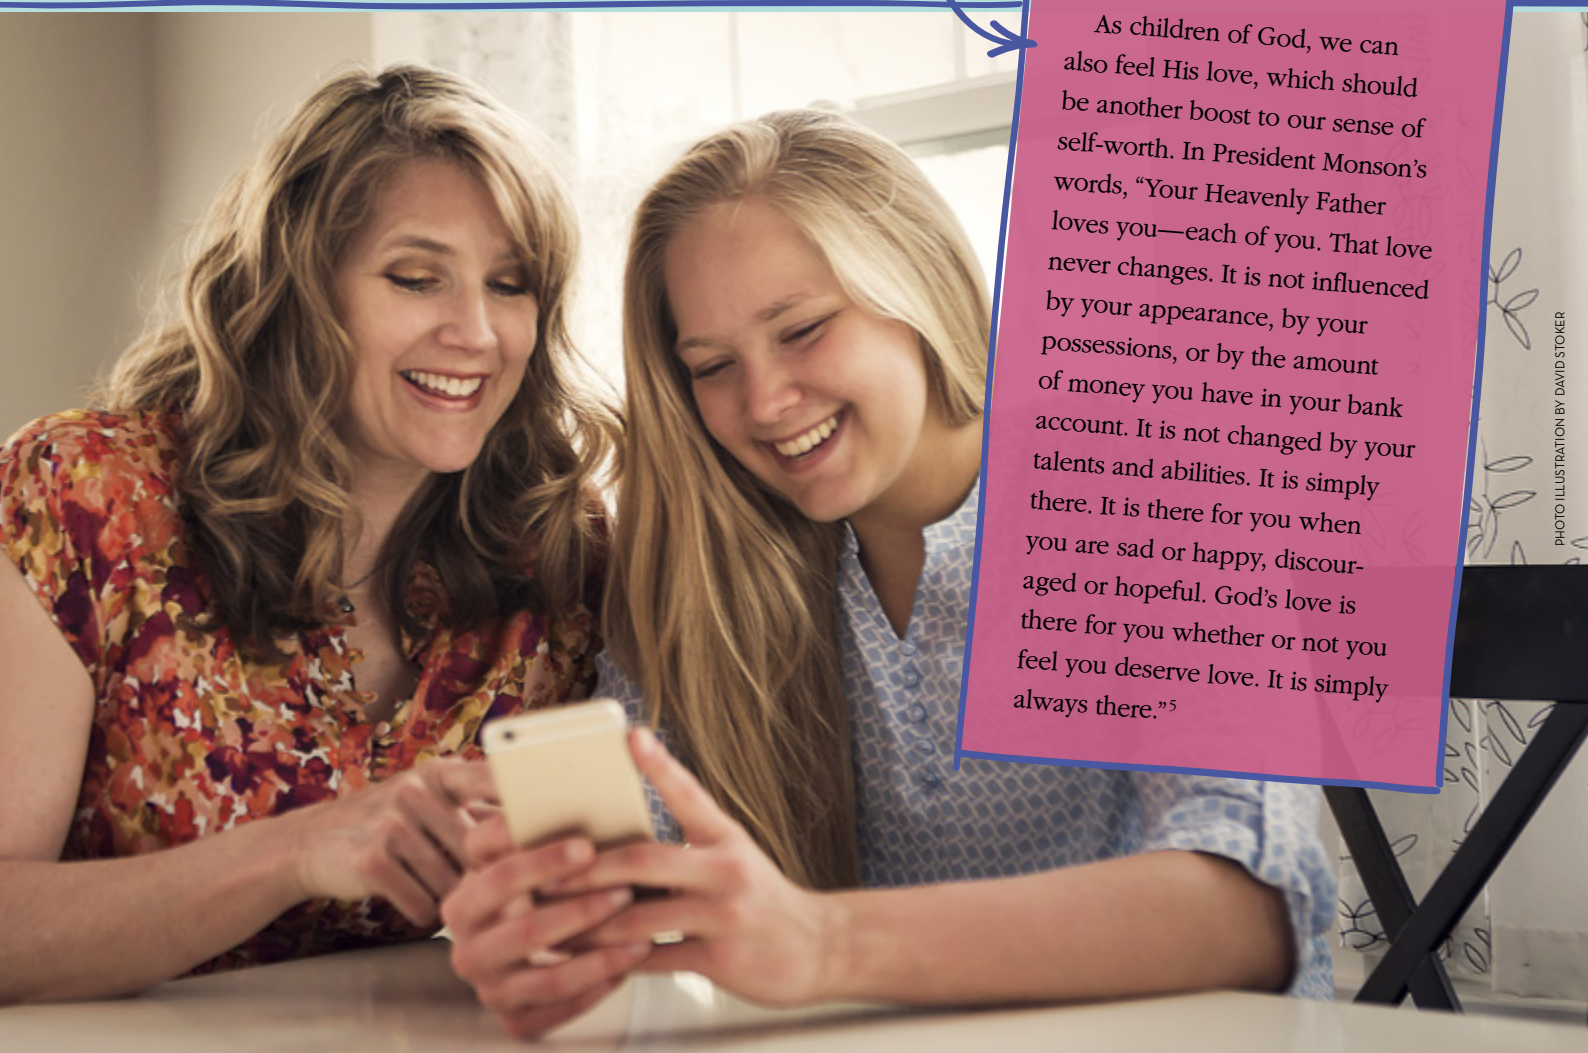 As children of God, we can
also feel His love, which should
be another boost to our sense of
self-worth. In President Monson’s
words, “Your Heavenly Father
loves you—each of you. That love
never changes. It is not influenced
by your appearance, by your
possessions, or by the amount
of money you have in your bank
account. It is not changed by your
talents and abilities. It is simply
there. It is there for you when
you are sad or happy, discour-
aged or hopeful. God’s love is
there for you whether or not you
feel you deserve love. It is simply
always there.”5
PHOTO ILLUSTRATION BY DAVID STOKER